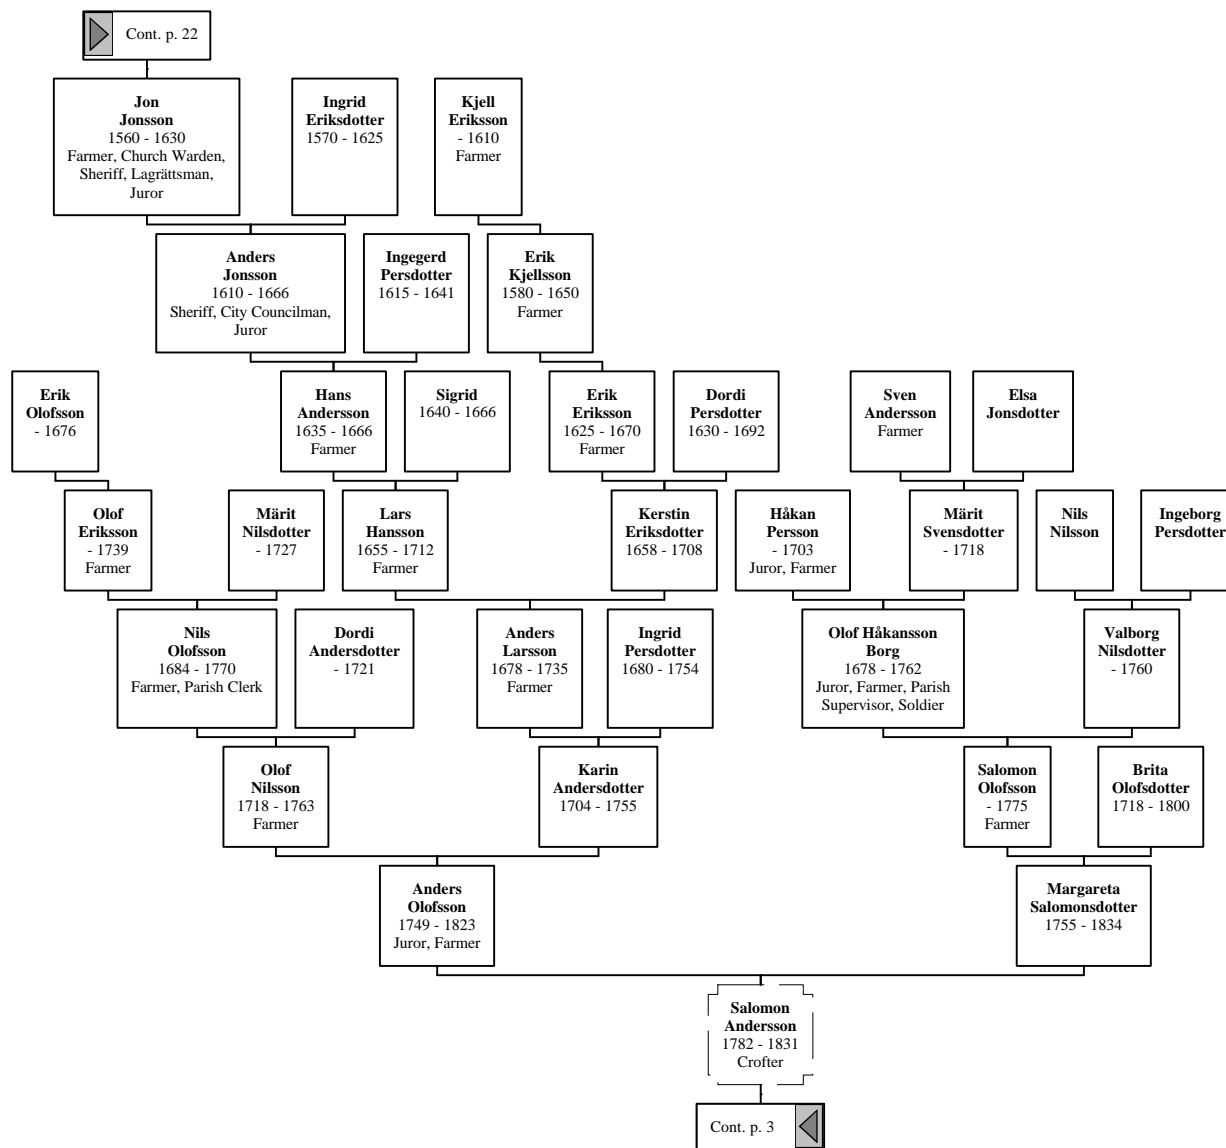 Cont. p. 22
Jon
Jonsson
1560 - 1630
Farmer, Church Warden,
Sheriff, Lagrättsman,
Juror
Ingrid
Eriksdotter
1570 - 1625
Kjell
Eriksson
- 1610
Farmer
Anders
Jonsson
1610 - 1666
Sheriff, City Councilman,
Juror
Ingegerd
Persdotter
1615 - 1641
Erik
Kjellsson
1580 - 1650
Farmer
Erik
Olofsson
- 1676
Hans
Andersson
1635 - 1666
Farmer
Sigrid
1640 - 1666
Erik
Eriksson
1625 - 1670
Farmer
Dordi
Persdotter
1630 - 1692
Sven
Andersson
Farmer
Elsa
Jonsdotter
Olof
Eriksson
- 1739
Farmer
Märit
Nilsdotter
- 1727
Lars
Hansson
1655 - 1712
Farmer
Kerstin
Eriksdotter
1658 - 1708
Håkan
Persson
- 1703
Juror, Farmer
Märit
Svensdotter
- 1718
Nils
Nilsson
Ingeborg
Persdotter
Nils
Olofsson
1684 - 1770
Farmer, Parish Clerk
Dordi
Andersdotter
- 1721
Anders
Larsson
1678 - 1735
Farmer
Ingrid
Persdotter
1680 - 1754
Olof Håkansson
Borg
1678 - 1762
Juror, Farmer, Parish
Supervisor, Soldier
Valborg
Nilsdotter
- 1760
Olof
Nilsson
1718 - 1763
Farmer
Karin
Andersdotter
1704 - 1755
Salomon
Olofsson
- 1775
Farmer
Brita
Olofsdotter
1718 - 1800
Anders
Olofsson
1749 - 1823
Juror, Farmer
Margareta
Salomonsdotter
1755 - 1834
Salomon
Andersson
1782 - 1831
Crofter
Cont. p. 3